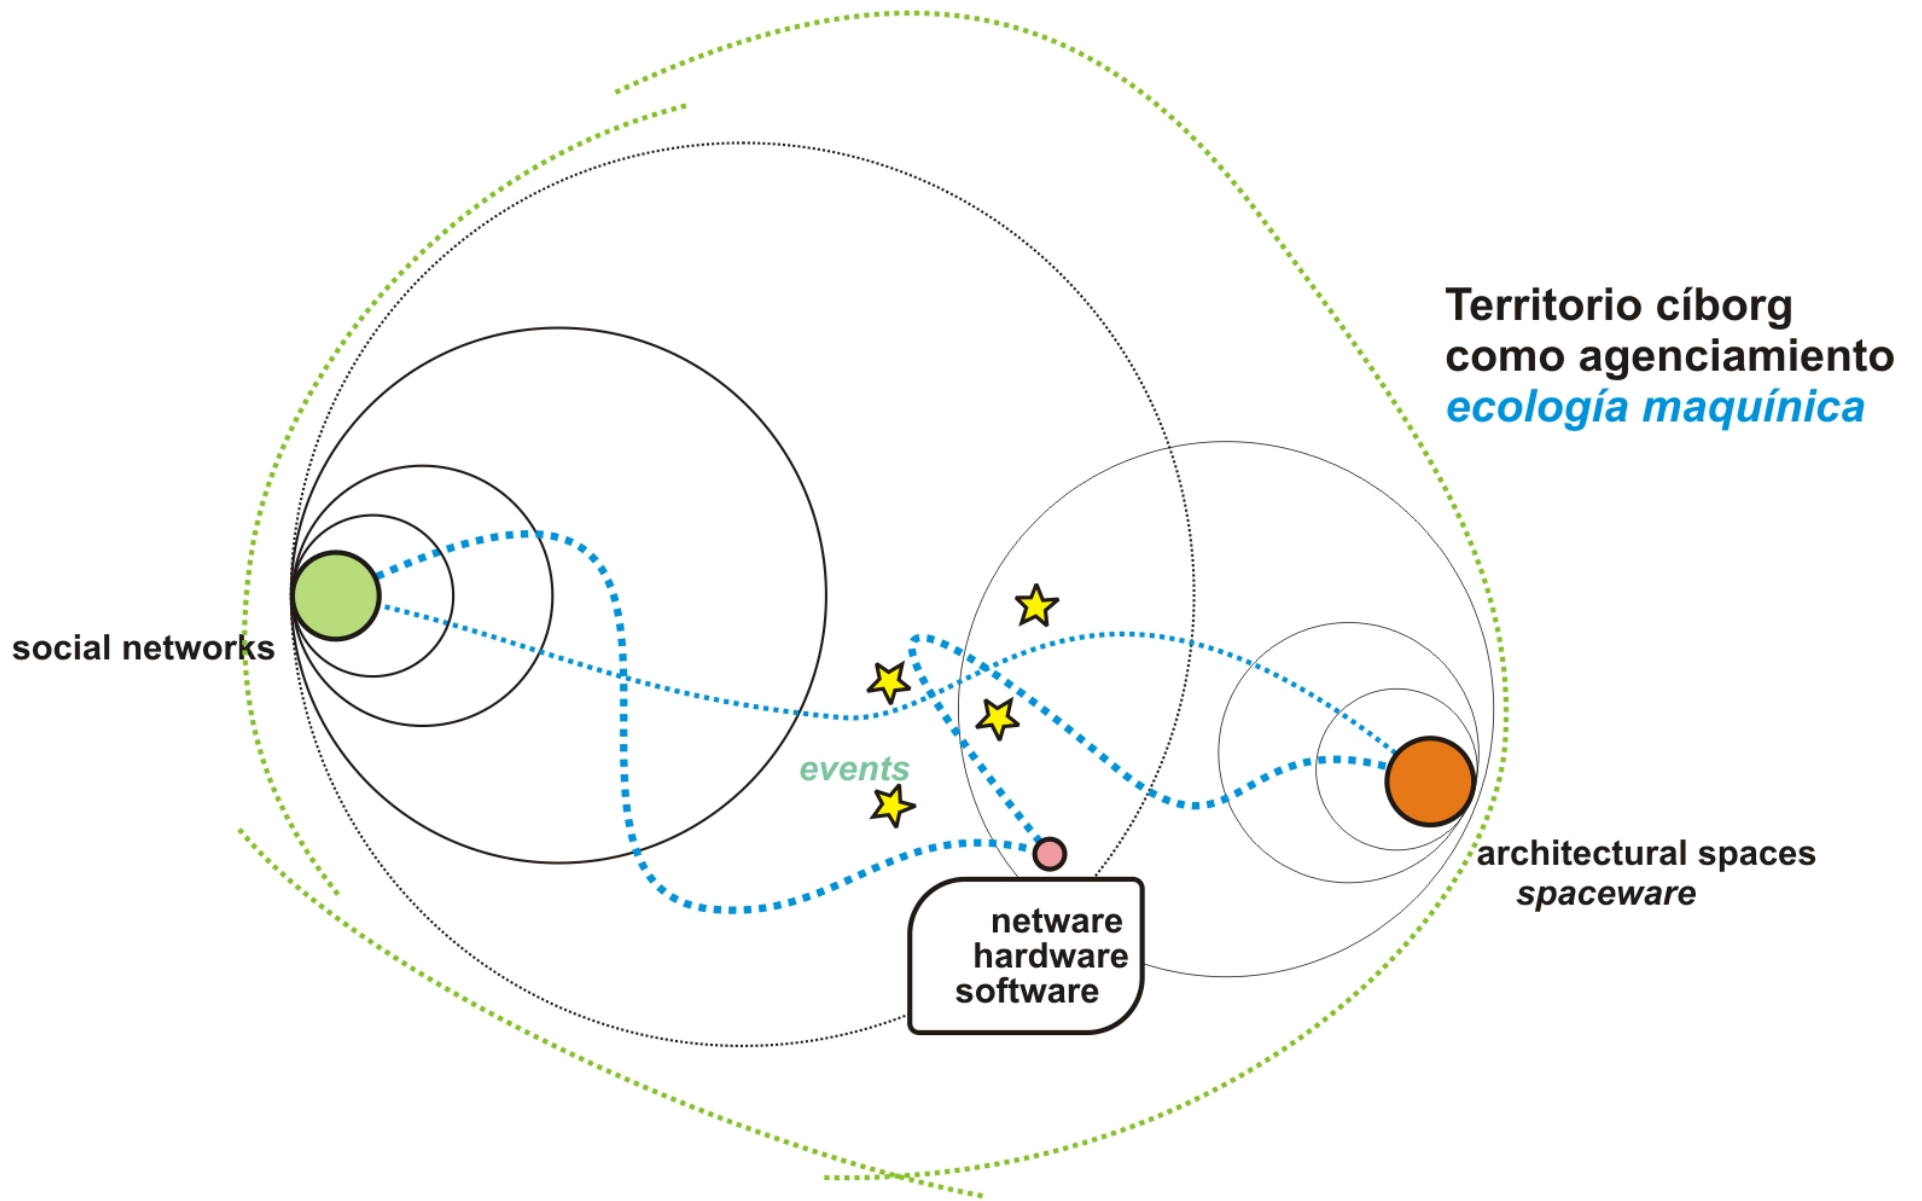 Territorio cíborg
como agenciamiento
ecología maquínica
social networks
events
architectural spaces
spaceware
netware
hardware
software